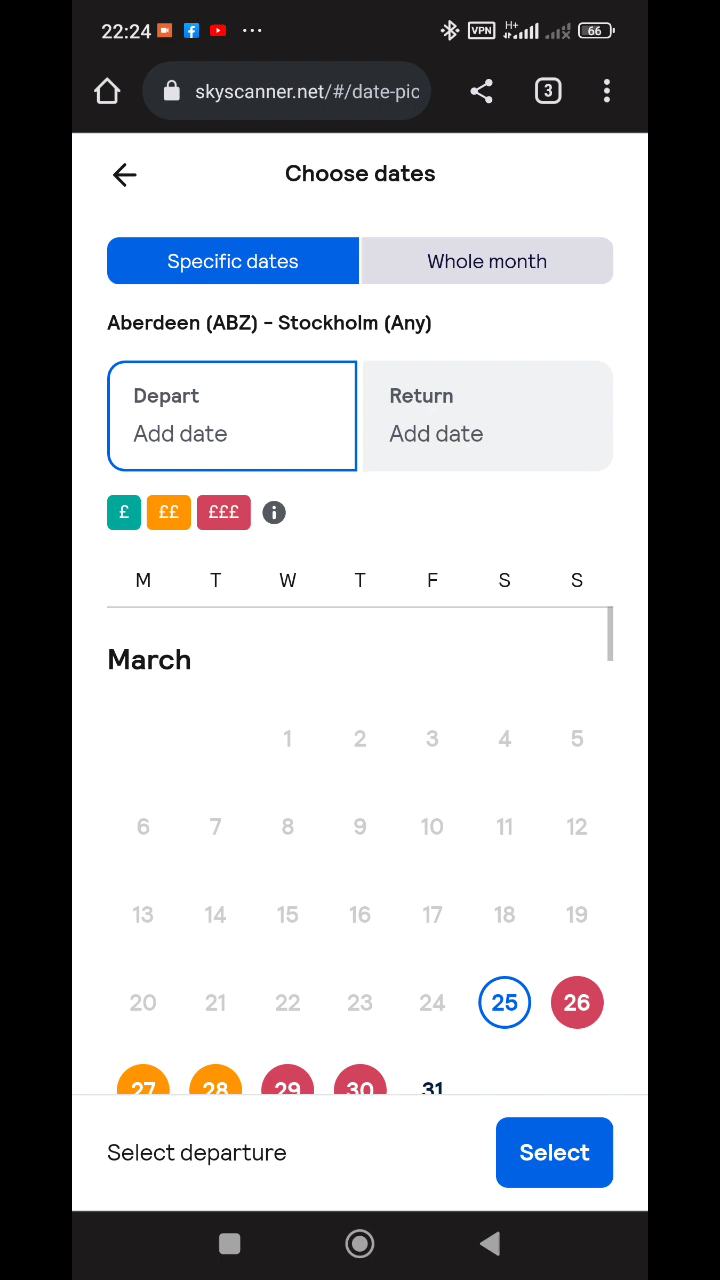 22:24 VPN H+ 66
skyscanner.net/#/date-pic 3
Choose dates
Specific dates Whole month
Aberdeen (ABZ) – Stockholm (Any)
Depart Return
Add date Add date
£ ££ £££ i
M T W T F S S
March
1 2 3 4 5
6 7 8 9 10 11 12
13 14 15 16 17 18 19
20 21 22 23 24 25 26
27 28 29 30 31
Select departure Select